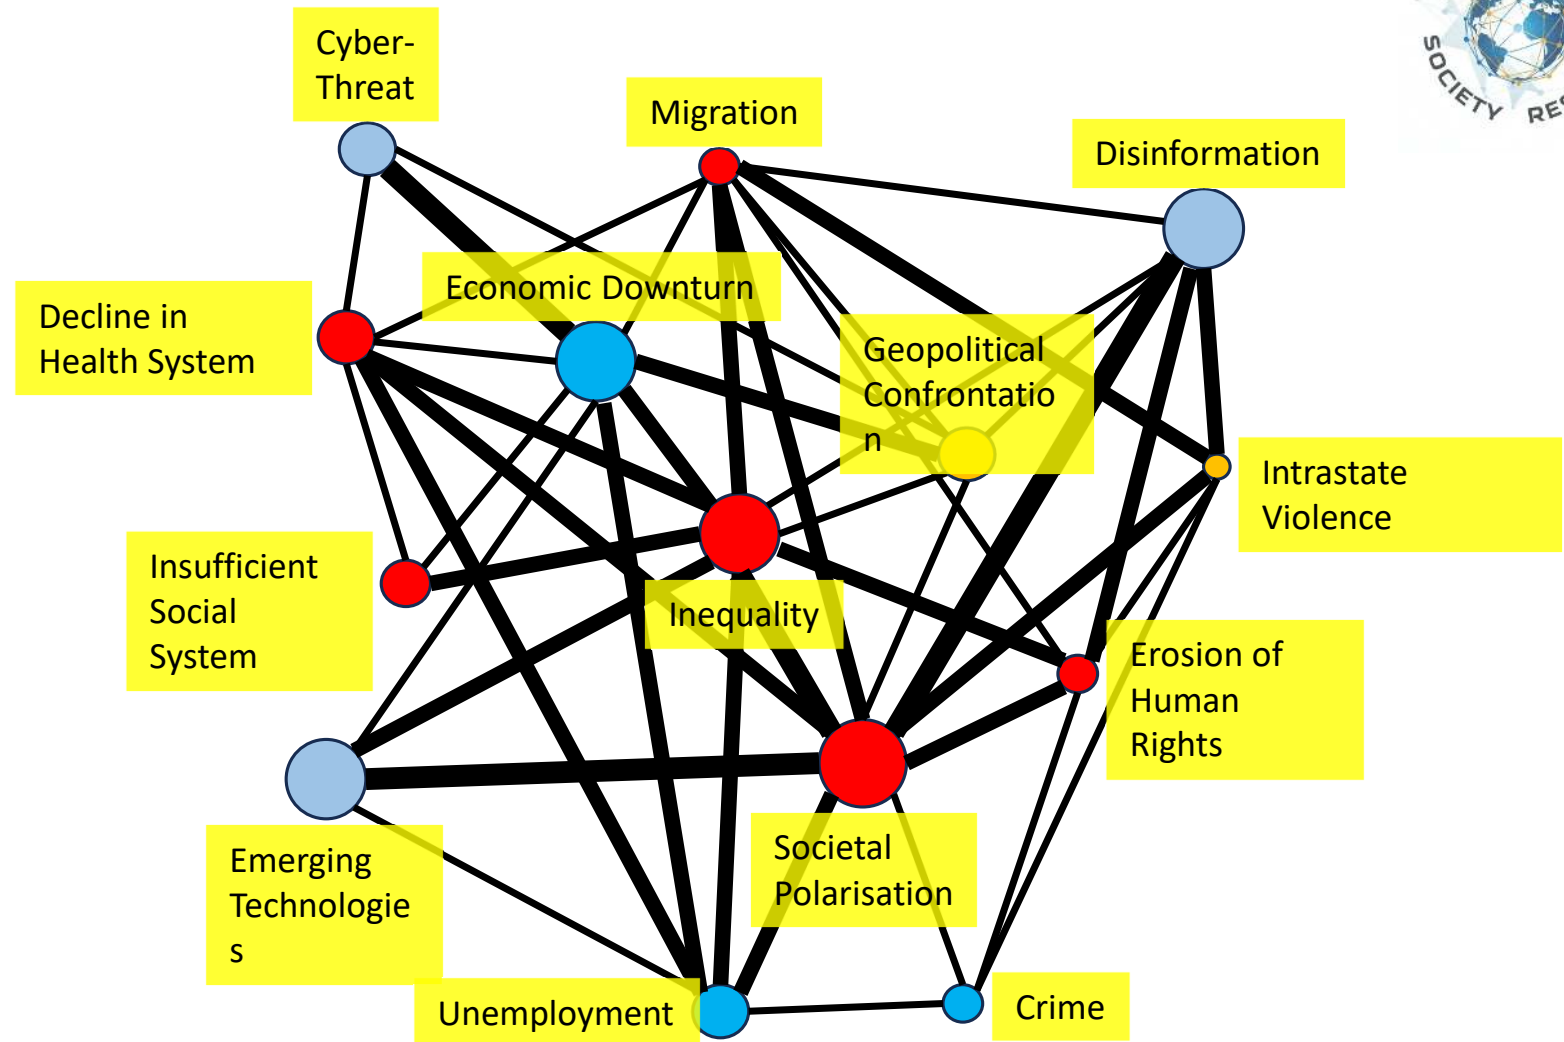 Cyber-
Threat
Migration
Disinformation
SOCIETY
Economic Downturn
Decline in
Health System
Geopolitical
Confrontatio
n
Intrastate
Violence
Insufficient
Social
System
Inequality
Erosion of
Human
Rights
Emerging
Technologie
s
Societal
Polarisation
Unemployment
Crime